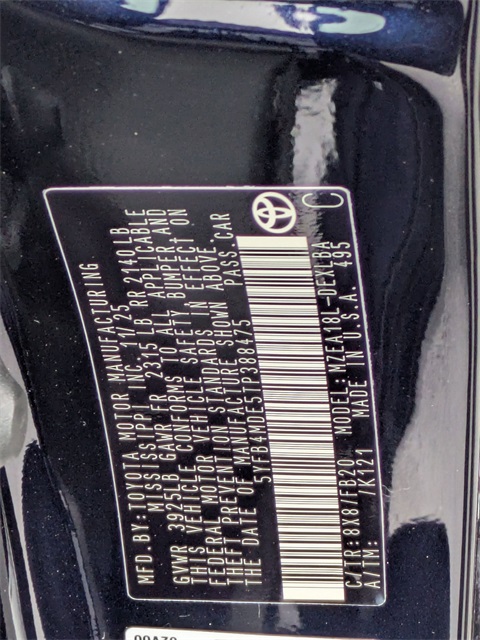 MFD.BY:TOYOTA MOTOR MANUFACTURING,
MISSISSIPPI INC. 11/25
GVWR 3925LB GAWR FR 2315 LB RR 2140LB
THIS VEHICLE CONFORMS TO ALL APPLICABLE
FEDERAL MOTOR VEHICLE SAFETY, BUMPER AND
THEFT PREVENTION STANDARDS IN EFFECT ON
THE DATE OF MANUFACTURE SHOWN ABOVE.
5YFB4MDE5TP388475 PASS.CAR
C/TR:8X8/FB20 MODEL:MZEA18L-DEXLBA
A/TM: /K121 MADE IN U.S.A. 495
C